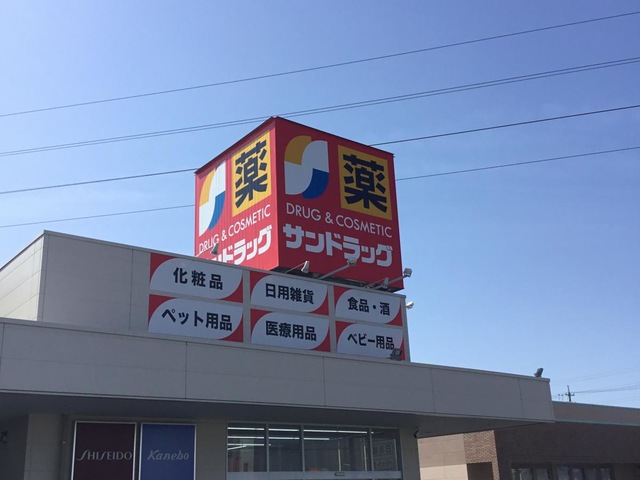 薬
DRUG & COSMETIC
サンドラッグ
薬
DRUG & COSMETIC
サンドラッグ
化粧品
日用雑貨
食品・酒
ペット用品
医療用品
ベビー用品
SHISEIDO
Kanebo
薬